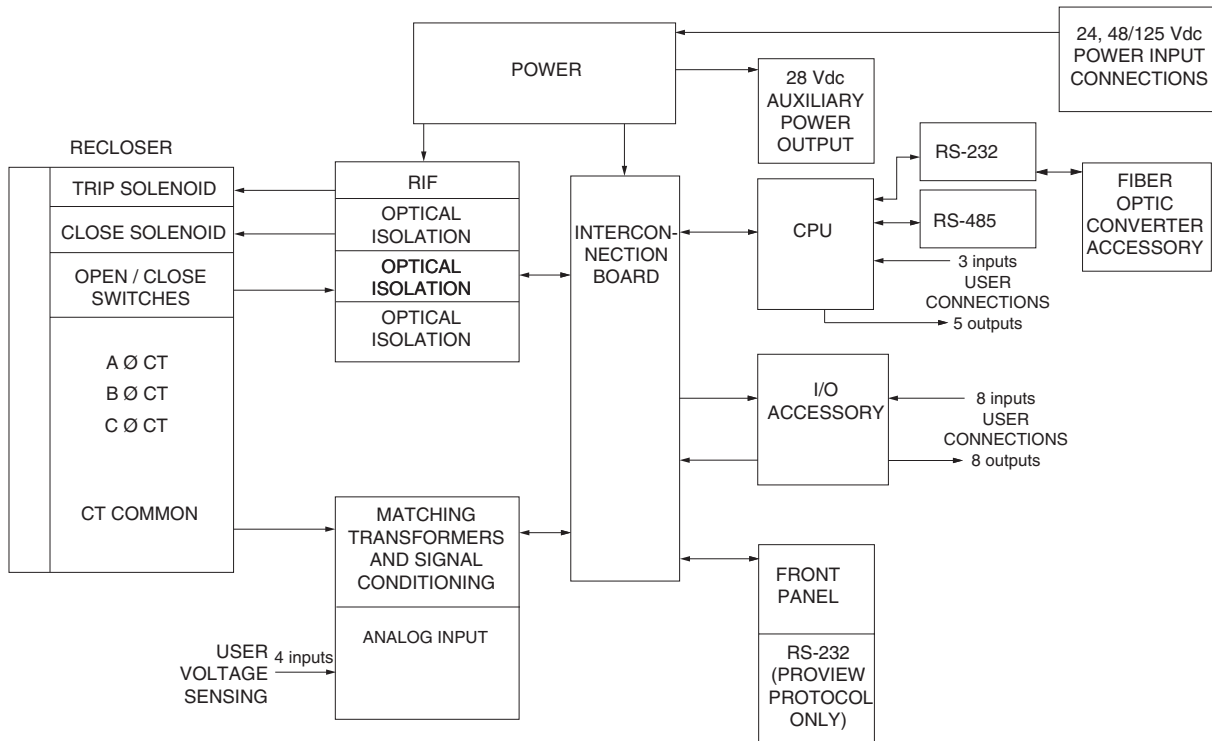 POWER
24, 48/125 Vdc
POWER INPUT
CONNECTIONS
28 Vdc
AUXILIARY
POWER
OUTPUT
RECLOSER
TRIP SOLENOID
CLOSE SOLENOID
OPEN / CLOSE
SWITCHES
A Ø CT
B Ø CT
C Ø CT
CT COMMON
RIF
OPTICAL
ISOLATION
OPTICAL
ISOLATION
OPTICAL
ISOLATION
INTERCON-
NECTION
BOARD
CPU
RS-232
RS-485
FIBER
OPTIC
CONVERTER
ACCESSORY
3 inputs
USER
CONNECTIONS
5 outputs
I/O
ACCESSORY
8 inputs
USER
CONNECTIONS
8 outputs
MATCHING
TRANSFORMERS
AND SIGNAL
CONDITIONING
ANALOG INPUT
USER
VOLTAGE
SENSING
4 inputs
FRONT
PANEL
RS-232
(PROVIEW
PROTOCOL
ONLY)